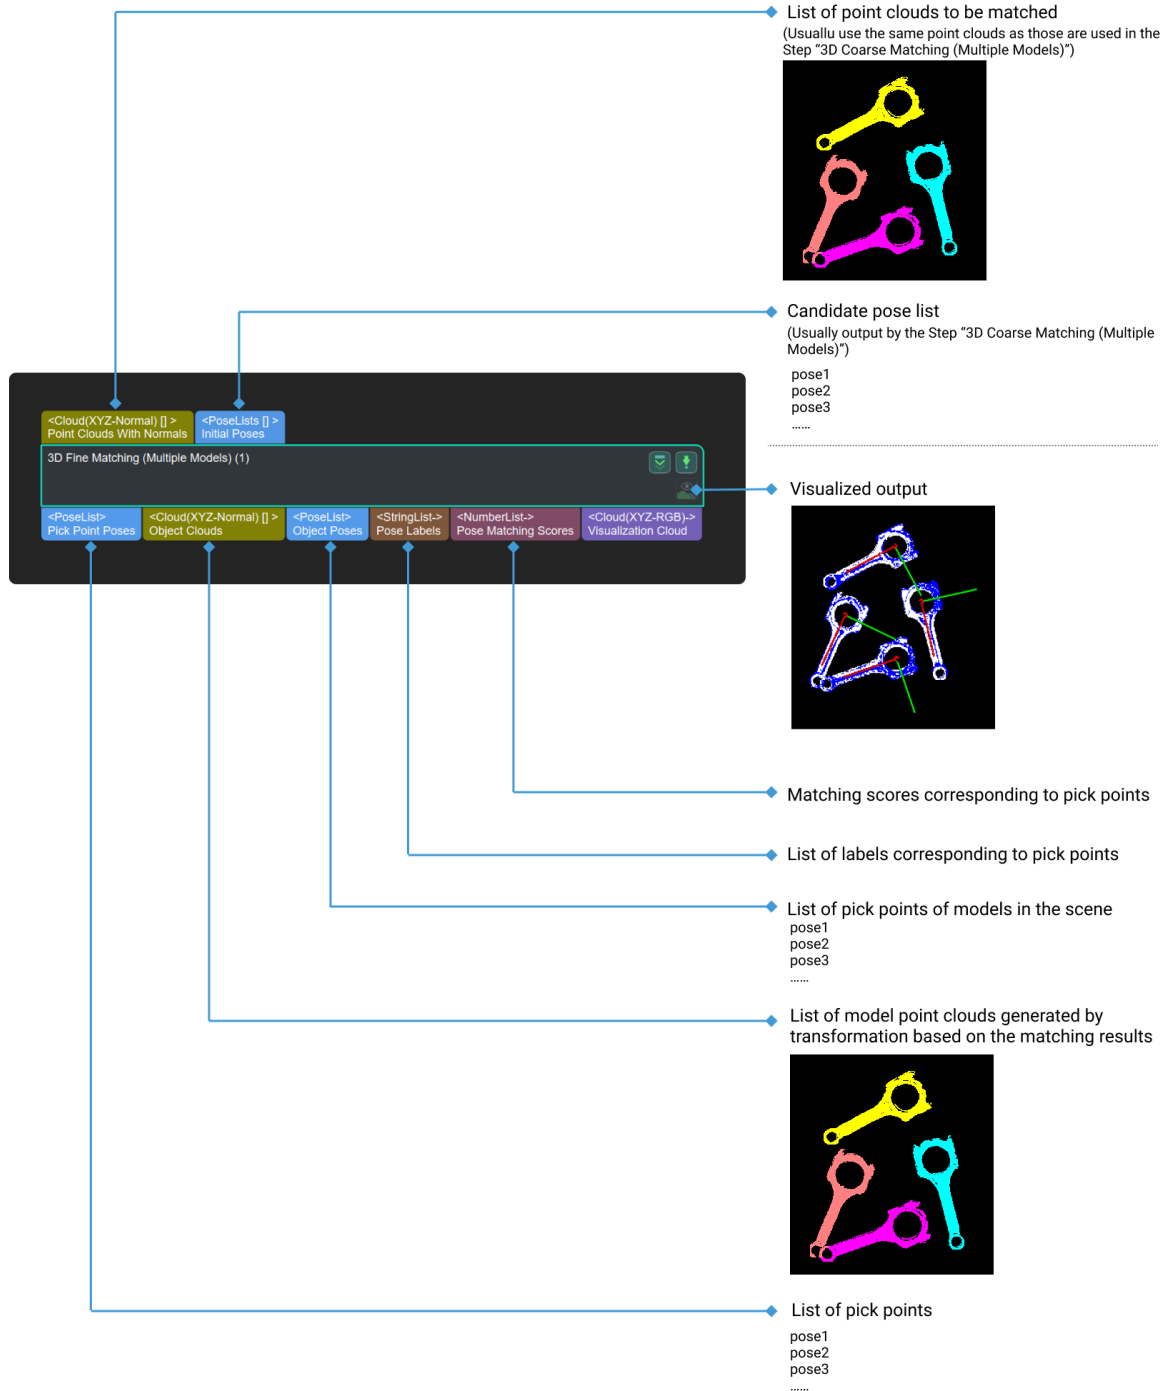 List of point clouds to be matched
(Usuallu use the same point clouds as those are used in the
Step “3D Coarse Matching (Multiple Models)”)
Candidate pose list
(Usually output by the Step “3D Coarse Matching (Multiple
Models)”)
pose1
pose2
pose3
......
<Cloud(XYZ-Normal) [] >
Point Clouds With Normals
<PoseLists [] >
Initial Poses
3D Fine Matching (Multiple Models) (1)
<PoseList>
Pick Point Poses
<Cloud(XYZ-Normal) [] >
Object Clouds
<PoseList>
Object Poses
<StringList->
Pose Labels
<NumberList->
Pose Matching Scores
<Cloud(XYZ-RGB)->
Visualization Cloud
Visualized output
Matching scores corresponding to pick points
List of labels corresponding to pick points
List of pick points of models in the scene
pose1
pose2
pose3
......
List of model point clouds generated by
transformation based on the matching results
List of pick points
pose1
pose2
pose3
......